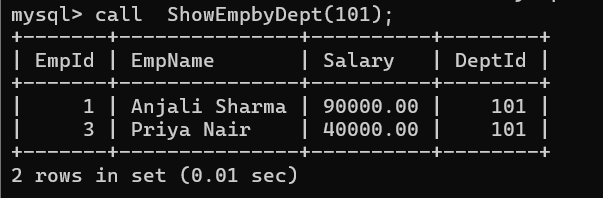 mysql> call  ShowEmpbyDept(101);
+-------+---------------+----------+--------+
| EmpId | EmpName       | Salary   | DeptId |
+-------+---------------+----------+--------+
|     1 | Anjali Sharma | 90000.00 |    101 |
|     3 | Priya Nair    | 40000.00 |    101 |
+-------+---------------+----------+--------+
2 rows in set (0.01 sec)